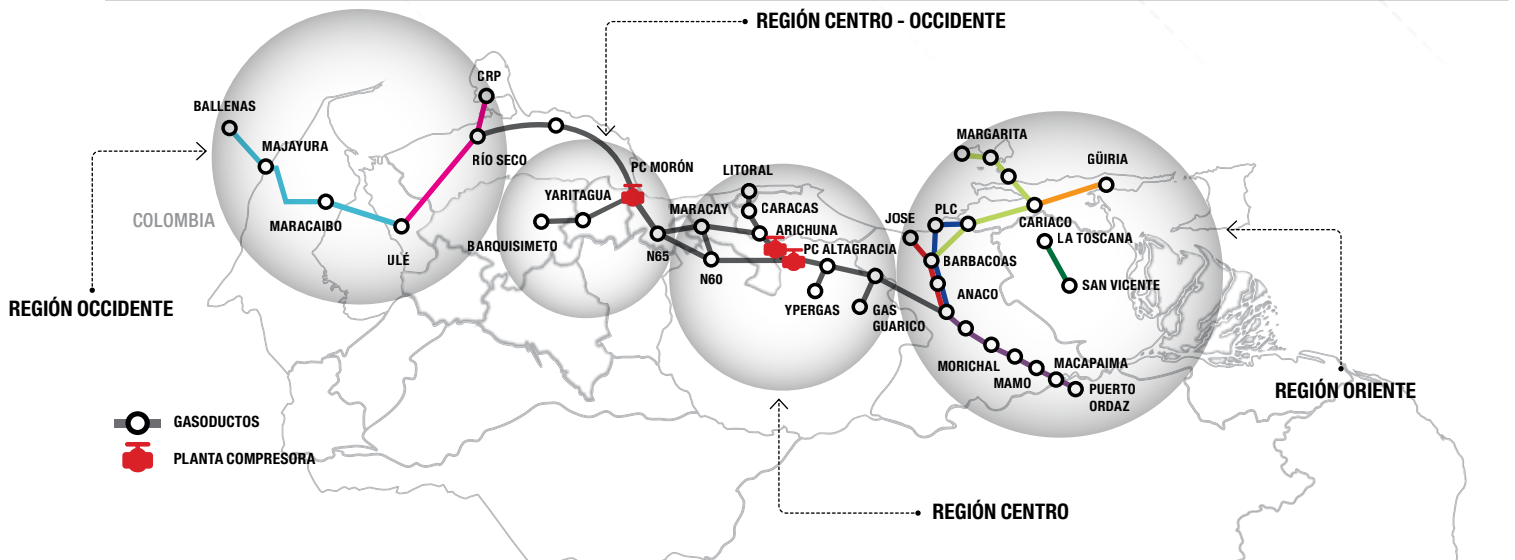 REGIÓN CENTRO - OCCIDENTE
CRP
BALLENAS
MAJAYURA
RÍO SECO
COLOMBIA
MARACAIBO
ULÉ
REGIÓN OCCIDENTE
PC MORÓN
YARITAGUA
BARQUISIMETO
N65
MARACAY
N60
LITORAL
CARACAS
ARICHUNA
PC ALTAGRACIA
YPERGAS
GAS
GUARICO
MARGARITA
GÜIRIA
JOSE
PLC
CARIACO
LA TOSCANA
BARBACOAS
SAN VICENTE
ANACO
MORICHAL
MAMO
MACAPAIMA
PUERTO
ORDAZ
REGIÓN ORIENTE
GASODUCTOS
PLANTA COMPRESORA
REGIÓN CENTRO